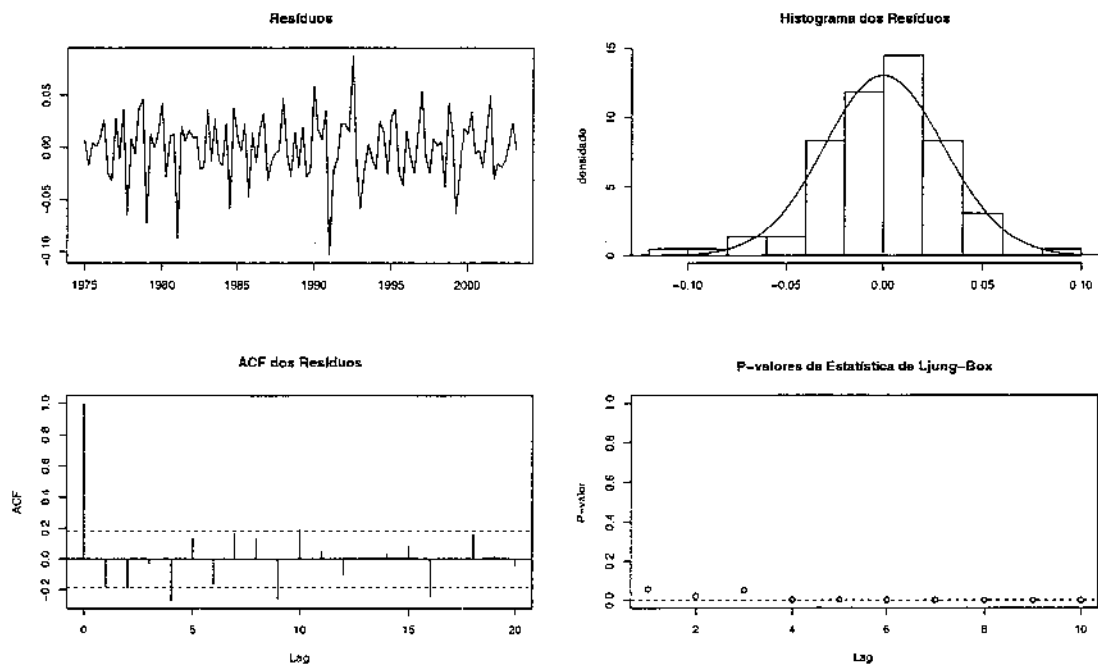 Resíduos
0.05
0.00
−0.05
−0.10
1975 1980 1985 1990 1995 2000
Histograma dos Resíduos
densidade
15
10
5
0
−0.10 −0.05 0.00 0.05 0.10
ACF dos Resíduos
ACF
1.0
0.8
0.6
0.4
0.2
0.0
−0.2
0 5 10 15 20
Lag
P−valores da Estatística de Ljung−Box
P−valor
1.0
0.8
0.6
0.4
0.2
0.0
2 4 6 8 10
Lag